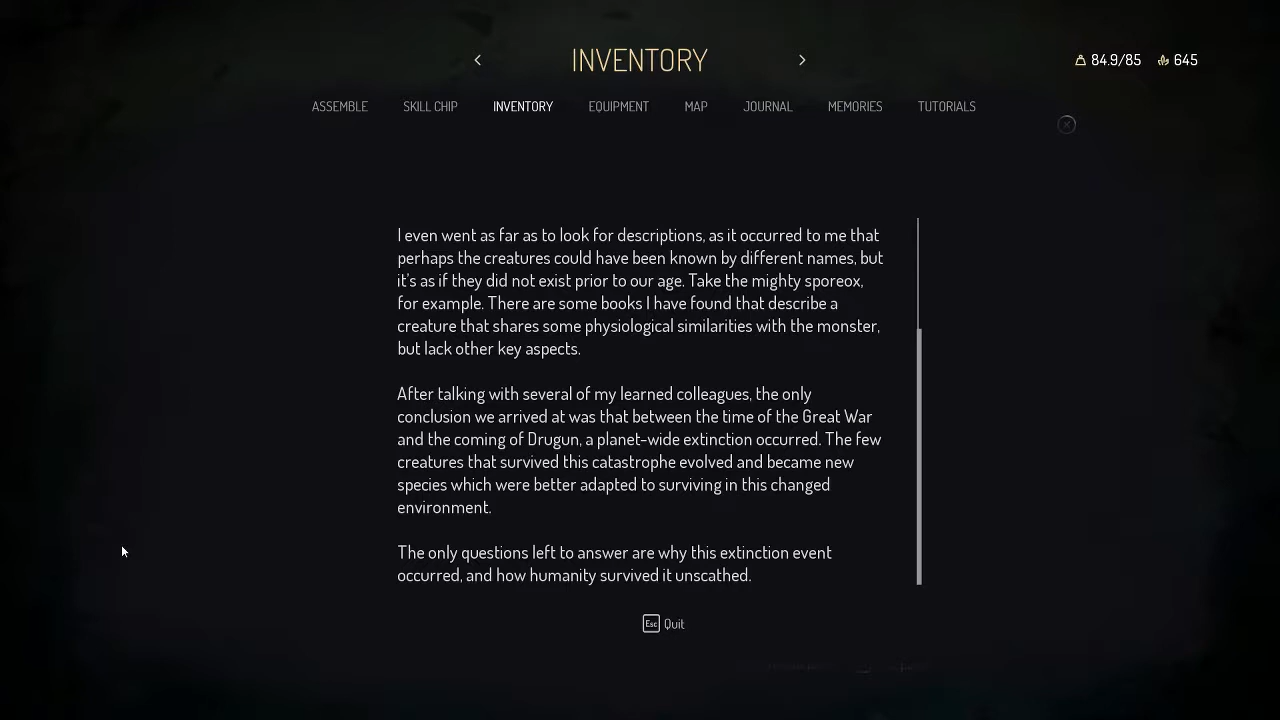 INVENTORY
84.9/85
645
ASSEMBLE SKILL CHIP INVENTORY EQUIPMENT MAP JOURNAL MEMORIES TUTORIALS
I even went as far as to look for descriptions, as it occurred to me that
perhaps the creatures could have been known by different names, but
it's as if they did not exist prior to our age. Take the mighty sporeox,
for example. There are some books I have found that describe a
creature that shares some physiological similarities with the monster,
but lack other key aspects.
After talking with several of my learned colleagues, the only
conclusion we arrived at was that between the time of the Great War
and the coming of Drugun, a planet-wide extinction occurred. The few
creatures that survived this catastrophe evolved and became new
species which were better adapted to surviving in this changed
environment.
The only questions left to answer are why this extinction event
occurred, and how humanity survived it unscathed.
Esc Quit